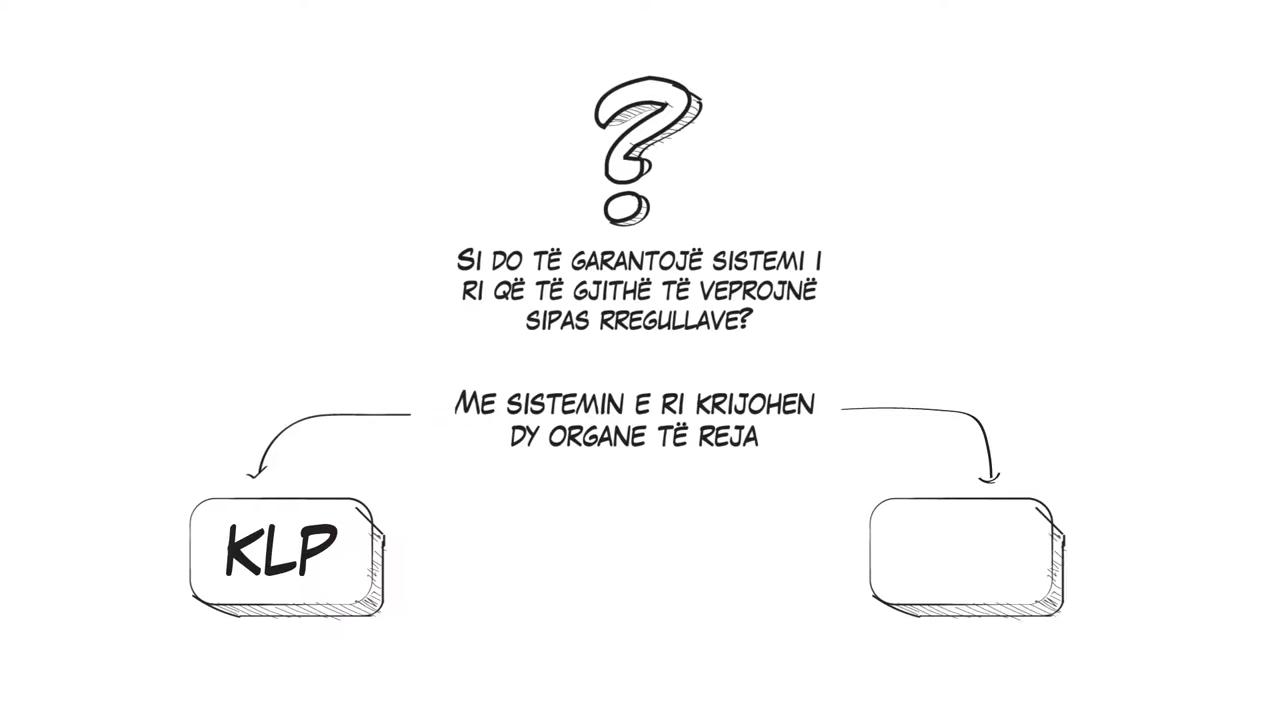 ?
Si do të garantojë sistemi i
ri që të gjithë të veprojnë
sipas rregullave?
Me sistemin e ri krijohen
dy organe të reja
KLP